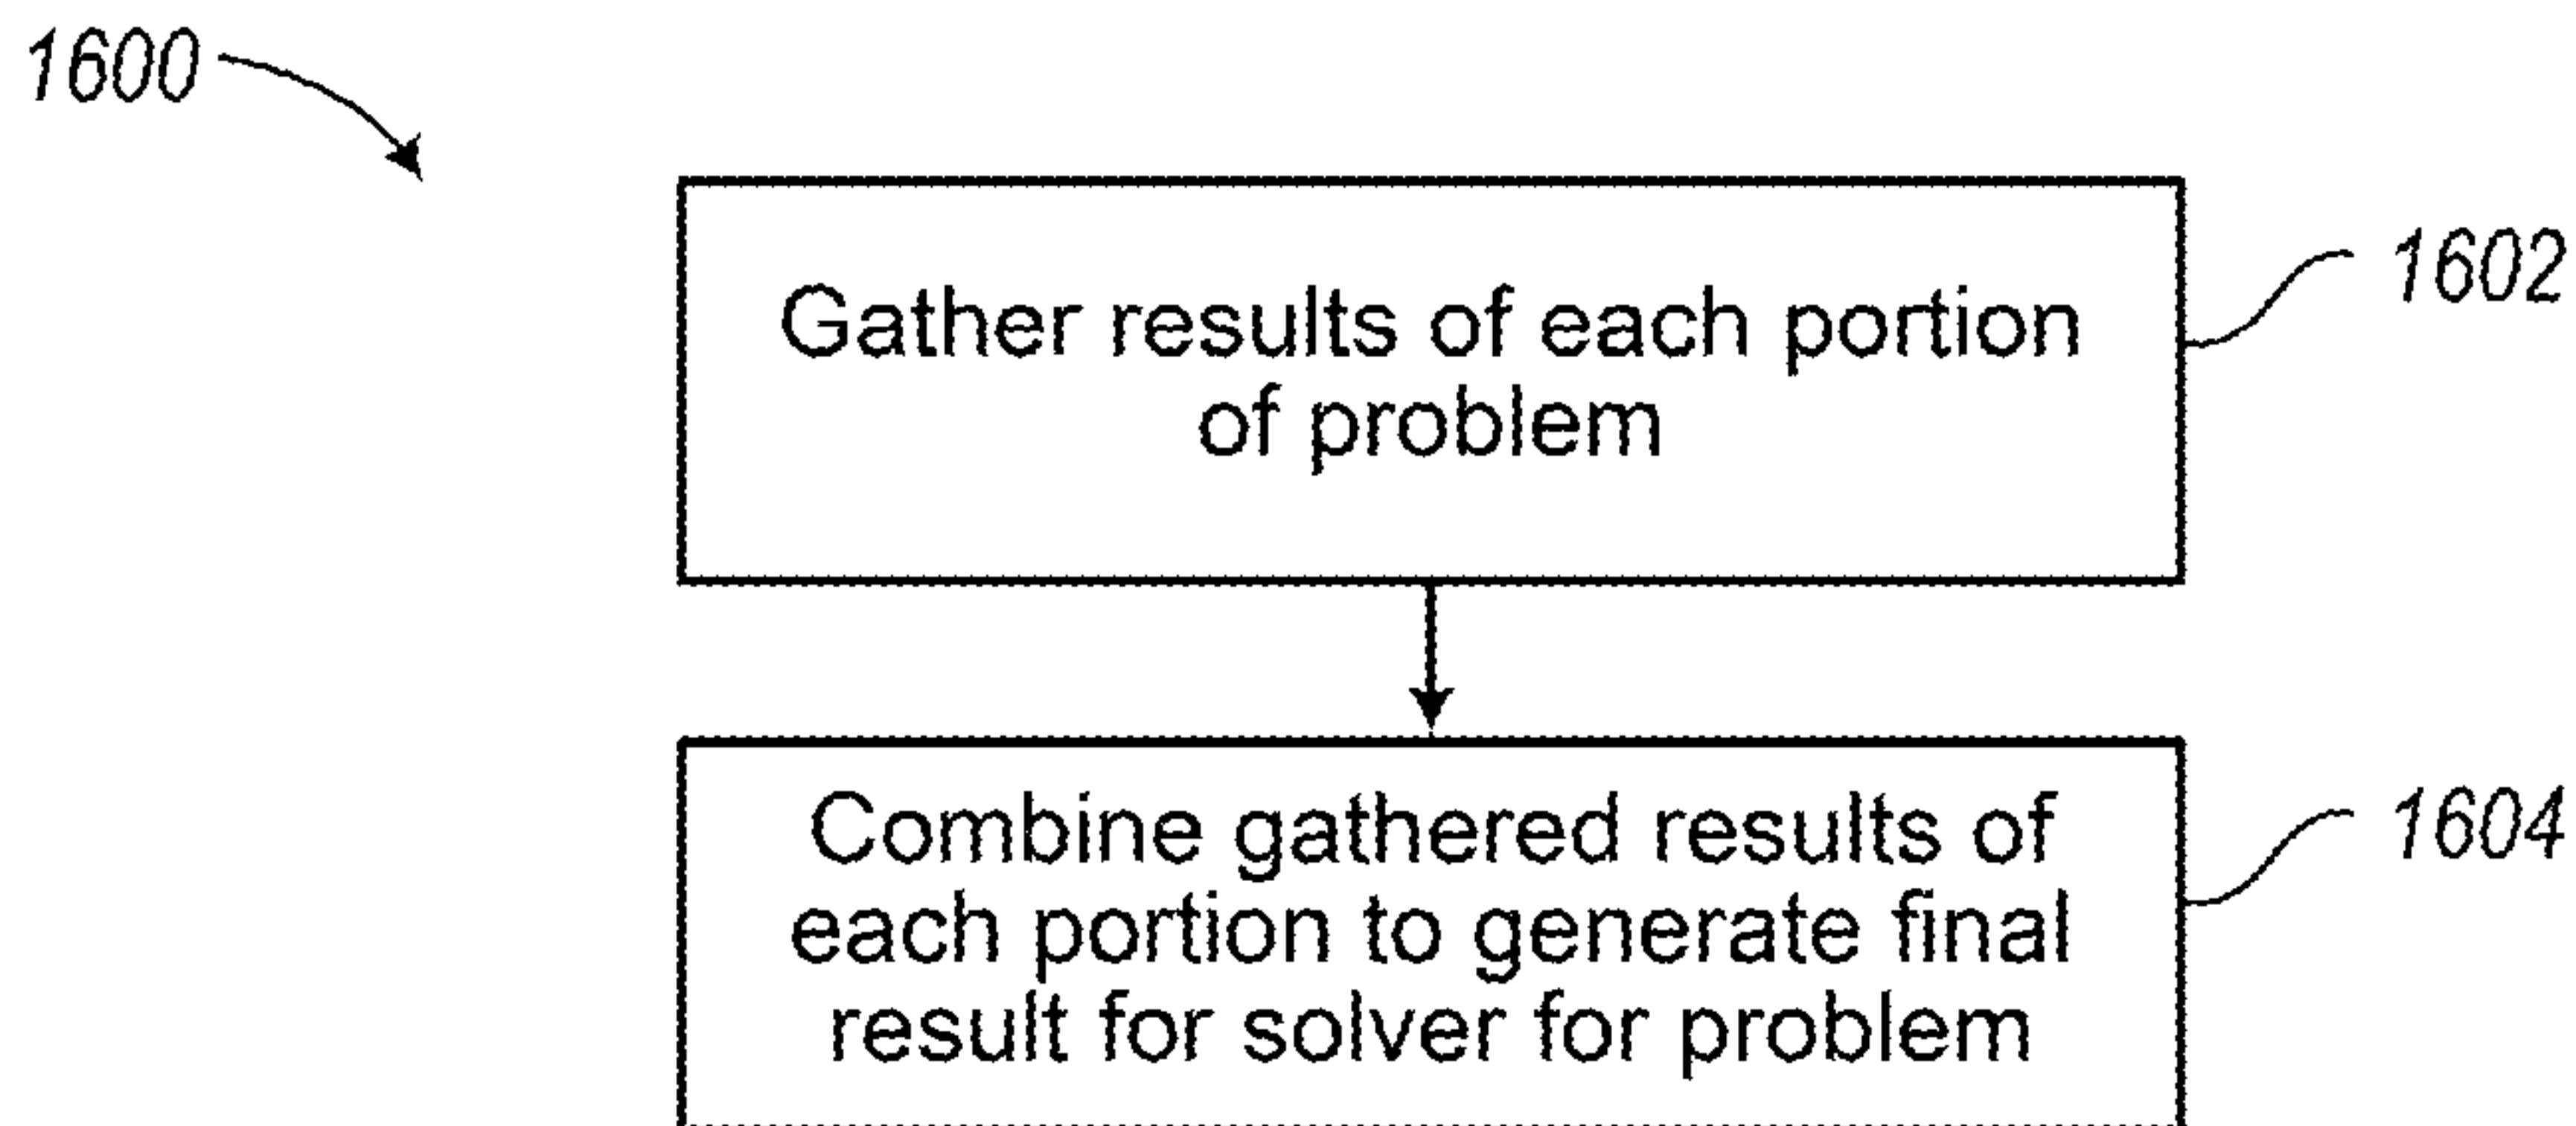 1600
Gather results of each portion
of problem
1602
Combine gathered results of
each portion to generate final
result for solver for problem
1604